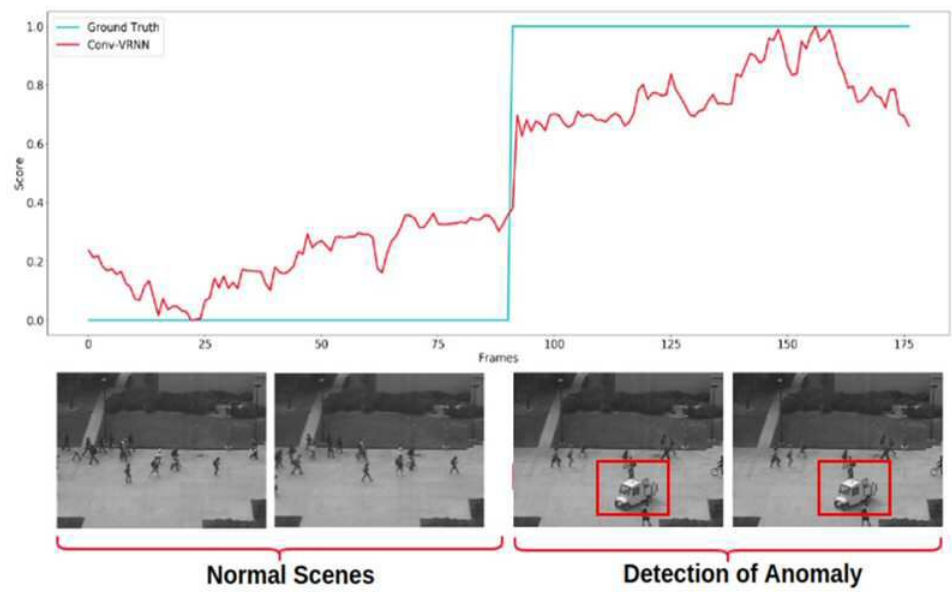 Ground Truth
Conv-VRNN
1.0
0.8
0.6
0.4
0.2
0.0
Score
0 25 50 75 100 125 150 175
Frames
Normal Scenes Detection of Anomaly